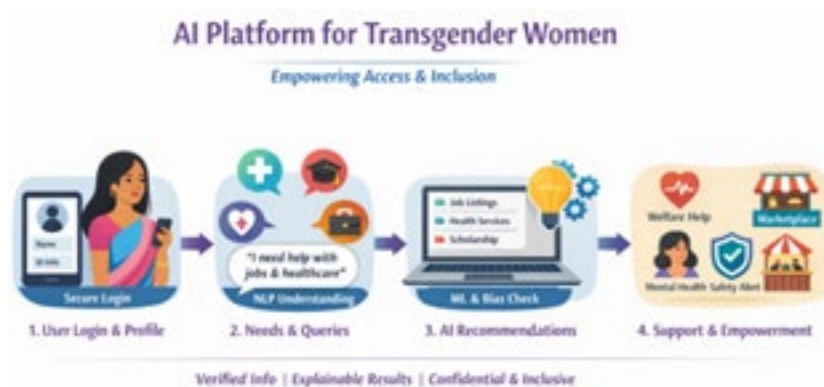 AI Platform for Transgender Women
Empowering Access & Inclusion
Name
Secure Login
1. User Login & Profile
"I need help with
jobs & healthcare"
NLP Understanding
2. Needs & Queries
Job Listings
Health Services
Scholarship
ML & Bias Check
3. AI Recommendations
Welfare Help
Marketplace
Mental Health
Safety Alert
4. Support & Empowerment
Verified Info | Explainable Results | Confidential & Inclusive